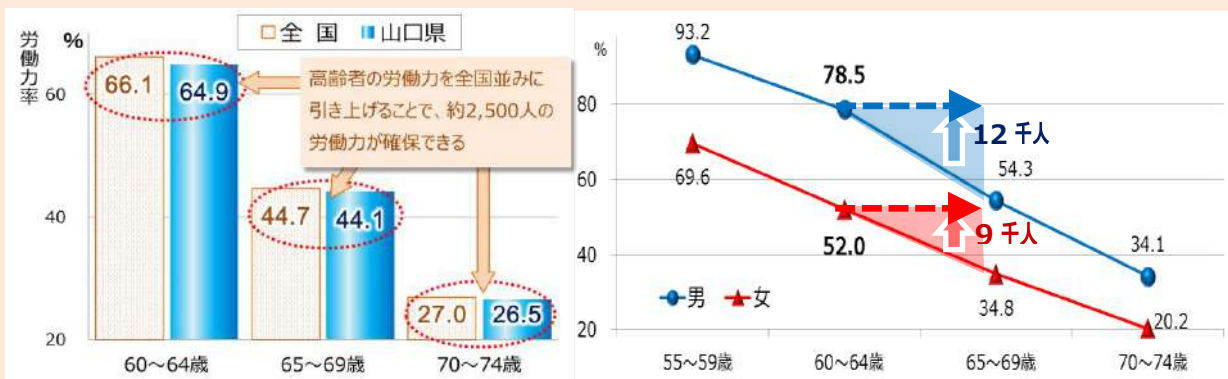 労働力率
%
全 国
山口県
高齢者の労働力を全国並みに
引き上げることで、約2,500人の
労働力が確保できる
60
40
20
66.1
64.9
44.7
44.1
27.0
26.5
60～64歳
65～69歳
70～74歳
%
80
60
40
20
93.2
78.5
12 千人
54.3
34.1
69.6
52.0
9 千人
34.8
20.2
男
女
55～59歳
60～64歳
65～69歳
70～74歳